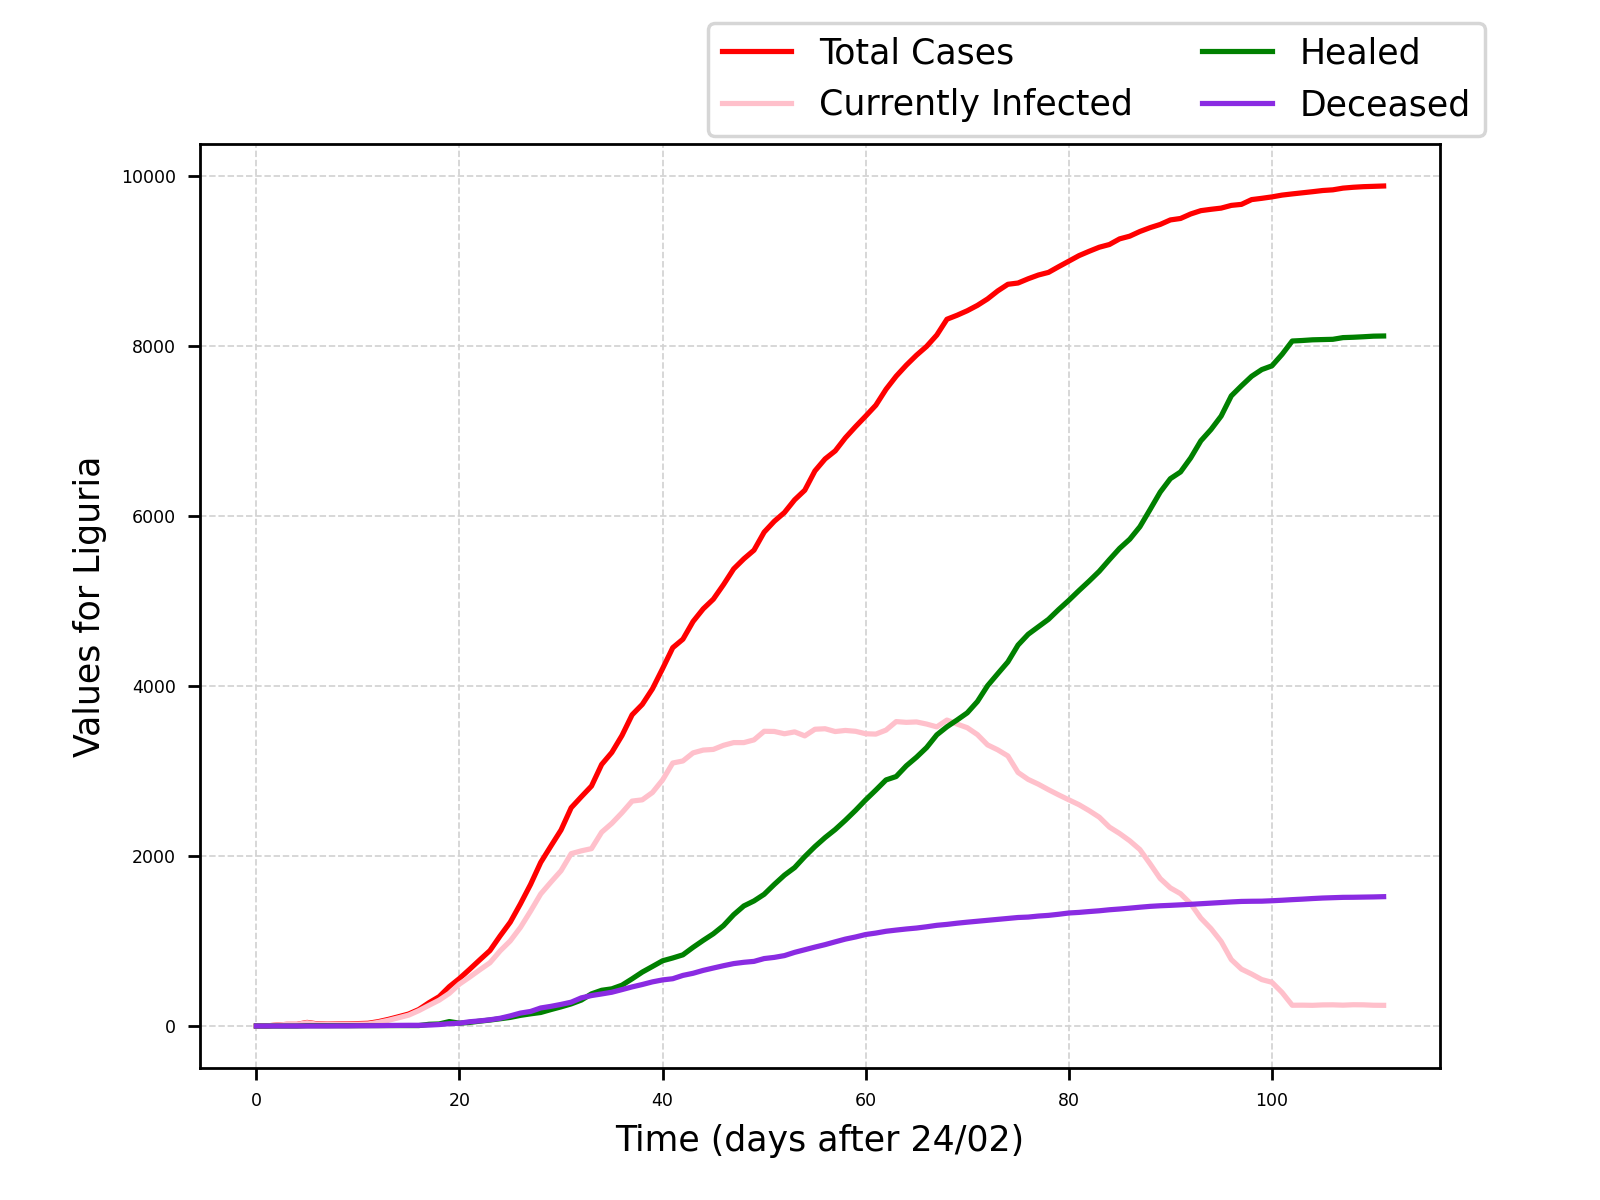 Total Cases
Currently Infected
Healed
Deceased
Values for Liguria
10000
8000
6000
4000
2000
0
0 20 40 60 80 100
Time (days after 24/02)